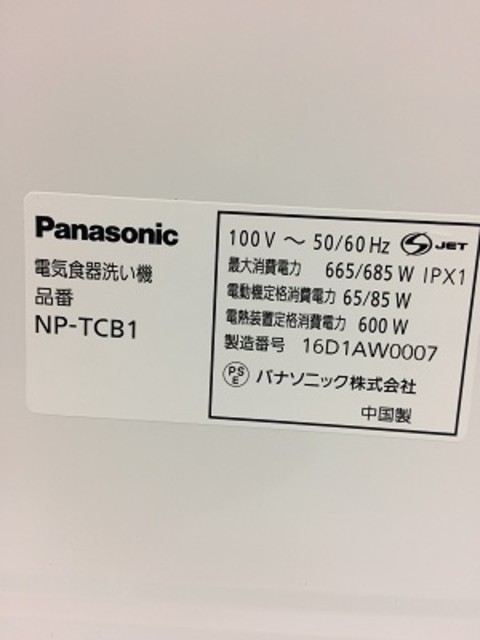 Panasonic
電気食器洗い機
品番
NP-TCB1
100 V ～ 50/60 Hz
S JET
最大消費電力 665/685 W IPX1
電動機定格消費電力 65/85 W
電熱装置定格消費電力 600 W
製造番号 16D1AW0007
PS
E
パナソニック株式会社
中国製